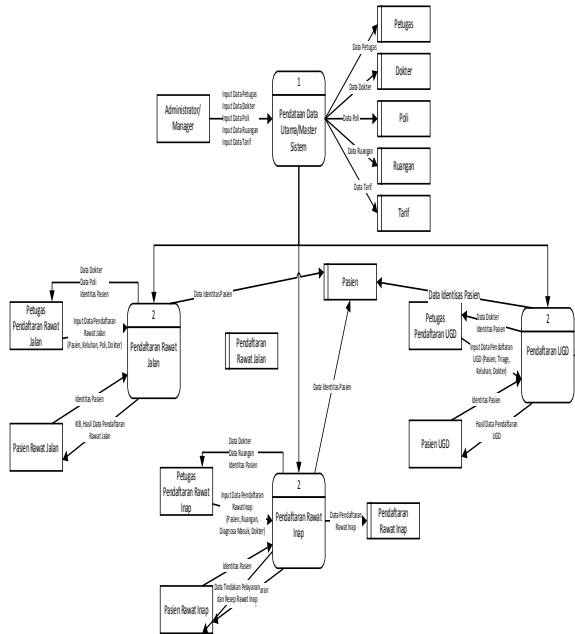 Petugas
Data Petugas
1
Dokter
Administrator/
Manager
Input Data Petugas
Input Data Dokter
Input Data Poli
Input Data Ruangan
Input Data Tarif
Pendataan Data
Utama/Master
Sistem
Data Dokter
Data Poli
Poli
Data Ruangan
Ruangan
Data Tarif
Tarif
Data Dokter
Data Poli
Identitas Pasien
Data Identitas Pasien
Pasien
Data Identisas Pasien
Petugas
Pendaftaran Rawat
Jalan
Input Data Pendaftaran
Rawat Jalan
(Pasien, Keluhan, Poli, Dokter)
2
Pendaftaran Rawat
Jalan
Pendaftaran
Rawat Jalan
Petugas
Pendaftaran UGD
Data Dokter
Identitas Pasien
Input Data Pendaftaran
UGD (Pasien, Triage,
Keluhan, Dokter)
2
Pendaftaran UGD
Data Identitas Pasien
Identitas Pasien
KIB, Hasil Data Pendaftaran
Rawat Jalan
Pasien Rawat Jalan
Identitas Pasien
Hasil Data Pendaftaran
UGD
Pasien UGD
Data Dokter
Data Ruangan
Identitas Pasien
Petugas
Pendaftaran Rawat
Inap
Input Data Pendaftaran
Rawat Inap
(Pasien, Ruangan,
Diagnosa Masuk, Dokter)
2
Pendaftaran Rawat
Inap
Data Pendaftaran
Rawat Inap
Pendaftaran
Rawat Inap
Identitas Pasien
Data Tindakan Pelayanan
dan Resep Rawat Inap
Pasien Rawat Inap